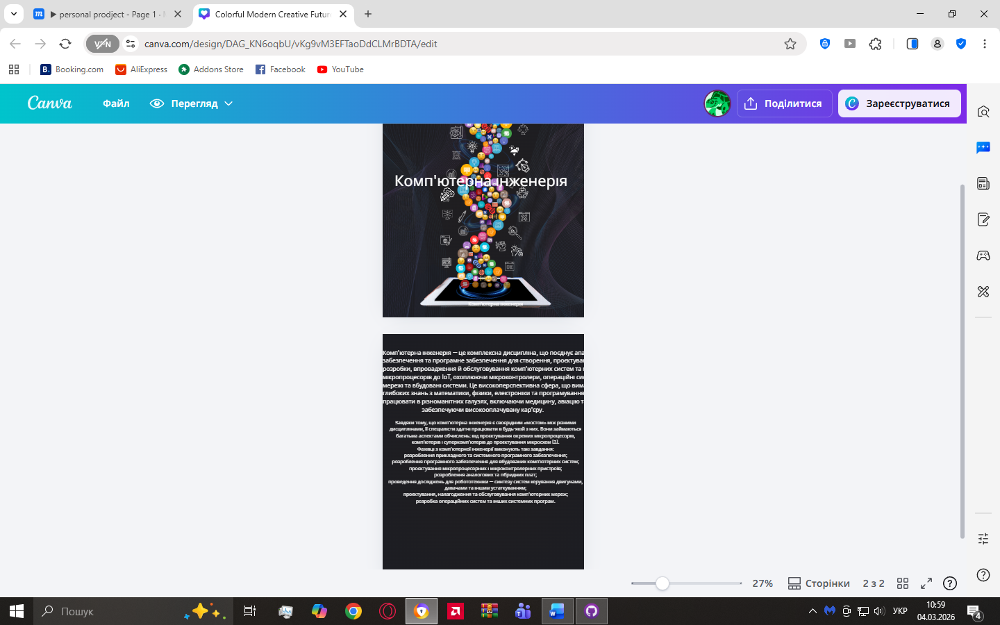 personal prodject - Page 1 -
Colorful Modern Creative Futur
VPN
canva.com/design/DAG_KN6oqbU/vKg9vM3EFTaoDdCLMrBDTA/edit
Booking.com
AliExpress
Addons Store
Facebook
YouTube
Canva
Файл
Перегляд
Поділитися
Зареєструватися
Комп'ютерна інженерія
Комп'ютерна інженерія
Комп'ютерна інженерія — це комплексна дисципліна, що поєднує апа
забезпечення та програмне забезпечення для створення, проєктува
розробки, впровадження й обслуговування комп'ютерних систем та
мікропроцесорів до IoT, охоплюючи мікроконтролери, операційні си
мережі та вбудовані системи. Це високоперспективна сфера, що вим
глибоких знань з математики, фізики, електроніки та програмування
працювати в різноманітних галузях, включаючи медицину, авіацію т
забезпечуючи високооплачувану кар'єру.
Завдяки тому, що комп'ютерна інженерія є своєрідним «мостом» між різними
дисциплінами, її спеціалісти здатні працювати в будь-якій з них. Вони займаються
багатьма аспектами обчислень: від проєктування окремих мікропроцесорів,
комп'ютерів і суперкомп'ютерів до проєктування мікросхем [3].
Фахівці з комп'ютерної інженерії виконують такі завдання:
розроблення прикладного та системного програмного забезпечення;
розроблення програмного забезпечення для вбудованих комп'ютерних систем;
проєктування мікропроцесорних і мікроконтролерних пристроїв;
розроблення аналогових та гібридних плат;
проведення досліджень для робототехніки — синтезу систем керування двигунами,
давачами та іншим устаткуванням;
проєктування, налагодження та обслуговування комп'ютерних мереж;
розробка операційних систем та інших системних програм.
27%
Сторінки
2 з 2
Пошук
УКР
10:59
04.03.2026
4